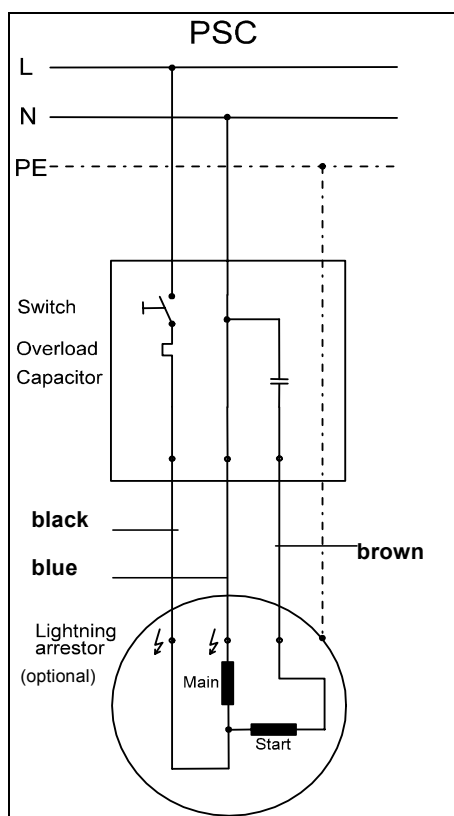 PSC
L
N
PE
Switch
Overload
Capacitor
black
blue
brown
Lightning
arrestor
(optional)
Main
Start